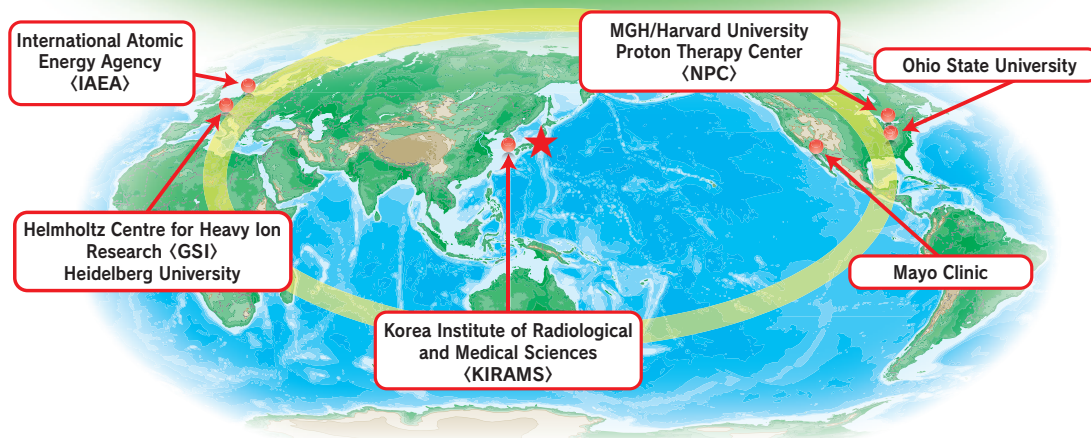 International Atomic
Energy Agency
〈IAEA〉
MGH/Harvard University
Proton Therapy Center
〈NPC〉
Ohio State University
Helmholtz Centre for Heavy Ion
Research 〈GSI〉
Heidelberg University
Mayo Clinic
Korea Institute of Radiological
and Medical Sciences
〈KIRAMS〉